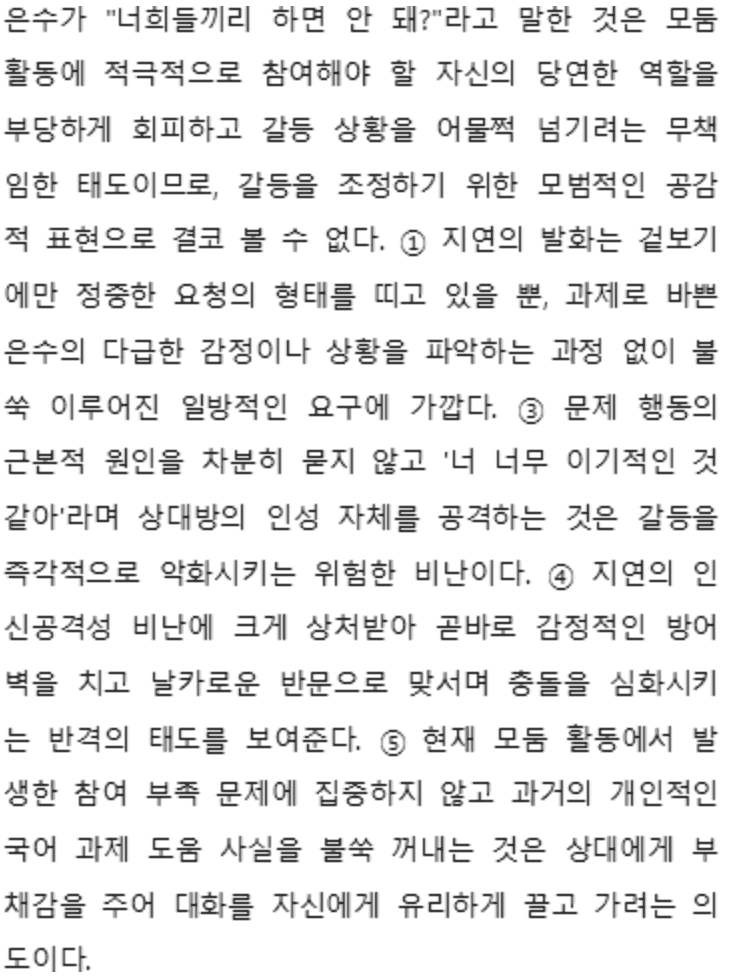 은수가 "너희들끼리 하면 안 돼?"라고 말한 것은 모둠
활동에 적극적으로 참여해야 할 자신의 당연한 역할을
부당하게 회피하고 갈등 상황을 어물쩍 넘기려는 무책
임한 태도이므로, 갈등을 조정하기 위한 모범적인 공감
적 표현으로 결코 볼 수 없다. ① 지연의 발화는 겉보기
에만 정중한 요청의 형태를 띠고 있을 뿐, 과제로 바쁜
은수의 다급한 감정이나 상황을 파악하는 과정 없이 불
쑥 이루어진 일방적인 요구에 가깝다. ③ 문제 행동의
근본적 원인을 차분히 묻지 않고 '너 너무 이기적인 것
같아'라며 상대방의 인성 자체를 공격하는 것은 갈등을
즉각적으로 악화시키는 위험한 비난이다. ④ 지연의 인
신공격성 비난에 크게 상처받아 곧바로 감정적인 방어
벽을 치고 날카로운 반문으로 맞서며 충돌을 심화시키
는 반격의 태도를 보여준다. ⑤ 현재 모둠 활동에서 발
생한 참여 부족 문제에 집중하지 않고 과거의 개인적인
국어 과제 도움 사실을 불쑥 꺼내는 것은 상대에게 부
채감을 주어 대화를 자신에게 유리하게 끌고 가려는 의
도이다.